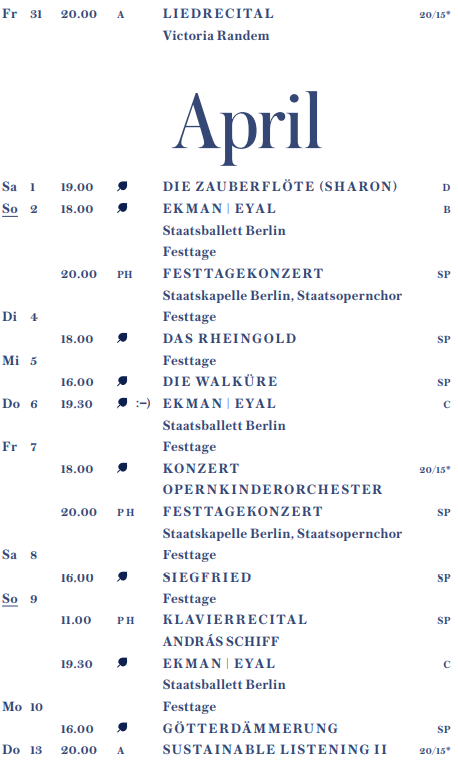 Fr 31 20.00 A LIEDRECITAL 20/15*
Victoria Randem
April
Sa 1 19.00 DIE ZAUBERFLÖTE (SHARON) D
So 2 18.00 EKMAN | EYAL B
Staatsballett Berlin
Festtage
20.00 PH FESTTAGEKONZERT SP
Staatskapelle Berlin, Staatsopernchor
Di 4 Festtage
18.00 DAS RHEINGOLD SP
Mi 5 Festtage
16.00 DIE WALKÜRE SP
Do 6 19.30 :–) EKMAN | EYAL C
Staatsballett Berlin
Fr 7 Festtage
18.00 KONZERT 20/15*
OPERNKINDERORCHESTER
20.00 PH FESTTAGEKONZERT SP
Staatskapelle Berlin, Staatsopernchor
Sa 8 Festtage
16.00 SIEGFRIED SP
So 9 Festtage
11.00 PH KLAVIERRECITAL SP
ANDRÁS SCHIFF
19.30 EKMAN | EYAL C
Staatsballett Berlin
Mo 10 Festtage
16.00 GÖTTERDÄMMERUNG SP
Do 13 20.00 A SUSTAINABLE LISTENING II 20/15*